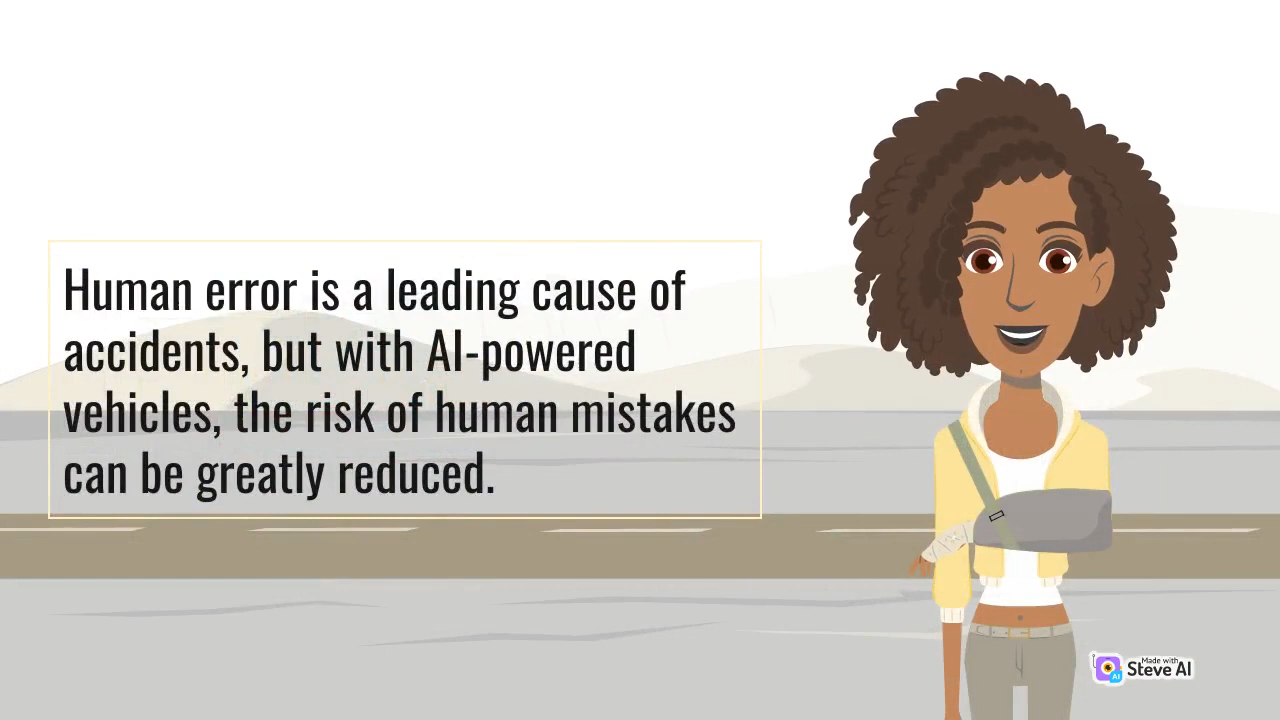 Human error is a leading cause of
accidents, but with AI-powered
vehicles, the risk of human mistakes
can be greatly reduced.
Made with
Steve AI
AI